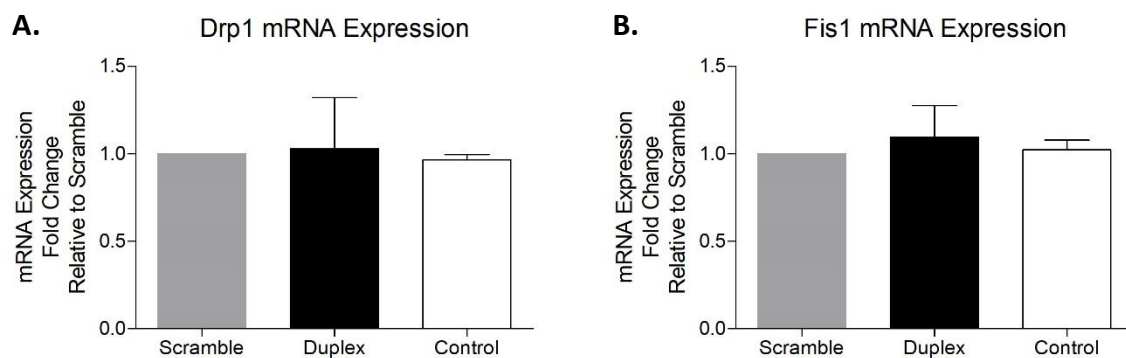 A.
Drp1 mRNA Expression
mRNA Expression
Fold Change
Relative to Scramble
1.5
1.0
0.5
0.0
Scramble
Duplex
Control
B.
Fis1 mRNA Expression
mRNA Expression
Fold Change
Relative to Scramble
1.5
1.0
0.5
0.0
Scramble
Duplex
Control